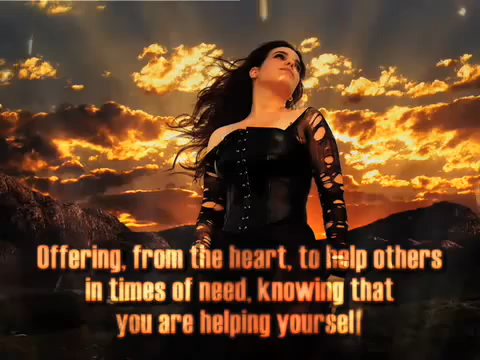 Offering, from the heart, to help others
in times of need, knowing that
you are helping yourself